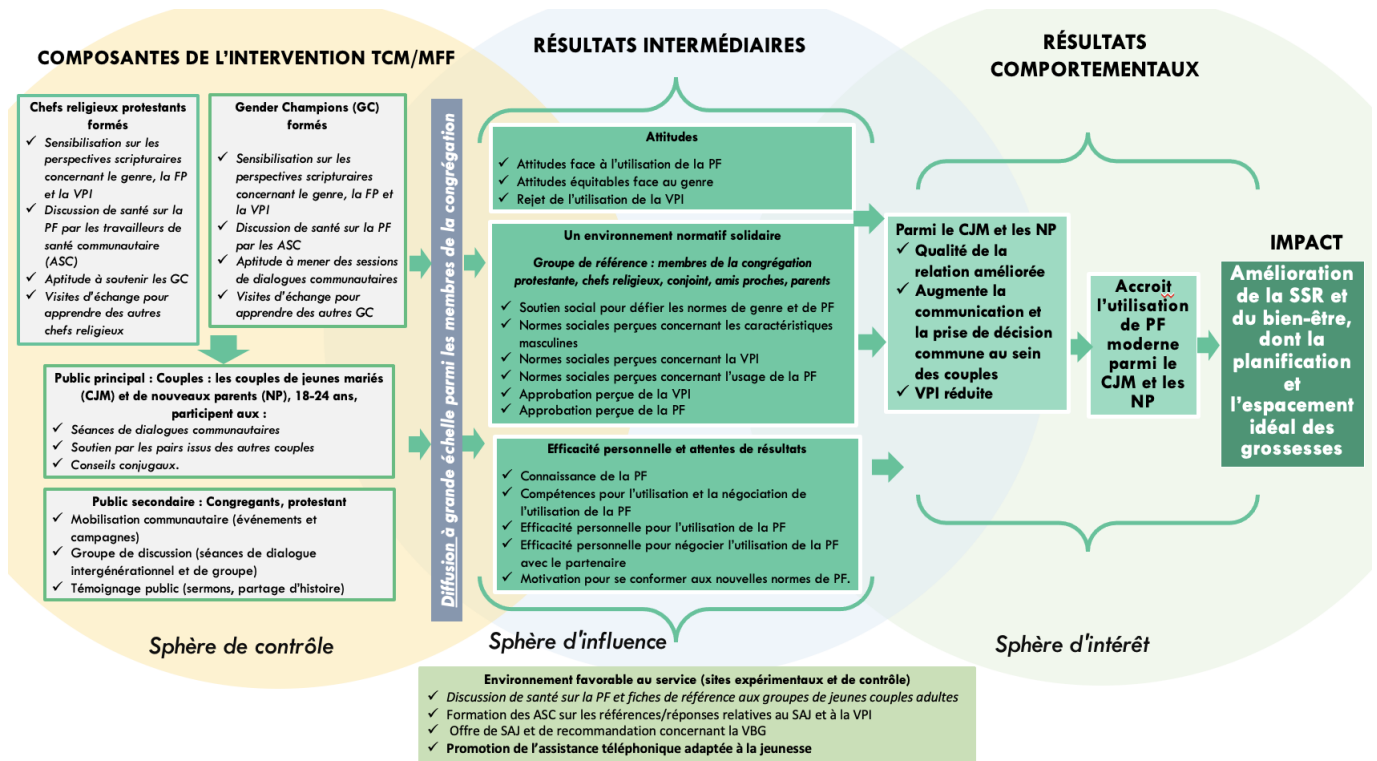 COMPOSANTES DE L'INTERVENTION TCM/MFF
Chefs religieux protestants
formés
✓ Sensibilisation sur les
perspectives scripturaires
concernant le genre, la FP
et la VPI
✓ Discussion de santé sur la
PF par les travailleurs de
santé communautaire
(ASC)
✓ Aptitude à soutenir les GC
✓ Visites d'échange pour
apprendre des autres
chefs religieux
Gender Champions (GC)
formés
✓ Sensibilisation sur les
perspectives scripturaires
concernant le genre, la FP et
la VPI
✓ Discussion de santé sur la PF
par les ASC
✓ Aptitude à mener des sessions
de dialogues communautaires
✓ Visites d'échange pour
apprendre des autres GC
Public principal : Couples : les couples de jeunes mariés
(CJM) et de nouveaux parents (NP), 18-24 ans,
participent aux :
✓ Séances de dialogues communautaires
✓ Soutien par les pairs issus des autres couples
✓ Conseils conjugaux.
Public secondaire : Congregants, protestant
✓ Mobilisation communautaire (événements et
campagnes)
✓ Groupe de discussion (séances de dialogue
intergénérationnel et de groupe)
✓ Témoignage public (sermons, partage d'histoire)
Sphère de contrôle
Diffusion à grande échelle parmi les membres de la congrégation
RÉSULTATS INTERMÉDIAIRES
Attitudes
✓ Attitudes face à l'utilisation de la PF
✓ Attitudes équitables face au genre
✓ Rejet de l'utilisation de la VPI
Un environnement normatif solidaire
Groupe de référence : membres de la congrégation
protestante, chefs religieux, conjoint, amis proches, parents
✓ Soutien social pour défier les normes de genre et de PF
✓ Normes sociales perçues concernant les caractéristiques
masculines
✓ Normes sociales perçues concernant la VPI
✓ Normes sociales perçues concernant l'usage de la PF
✓ Approbation perçue de la VPI
✓ Approbation perçue de la PF
Efficacité personnelle et attentes de résultats
✓ Connaissance de la PF
✓ Compétences pour l'utilisation et la négociation de
l'utilisation de la PF
✓ Efficacité personnelle pour l'utilisation de la PF
✓ Efficacité personnelle pour négocier l'utilisation de la PF
avec le partenaire
✓ Motivation pour se conformer aux nouvelles normes de PF.
Sphère d'influence
RÉSULTATS
COMPORTEMENTAUX
Parmi le CJM et les NP
✓ Qualité de la
relation améliorée
✓ Augmente la
communication et
la prise de décision
commune au sein
des couples
✓ VPI réduite
Accroit
l'utilisation
de PF
moderne
parmi le
CJM et les
NP
IMPACT
Amélioration
de la SSR et
du bien-être,
dont la
planification
et
l'espacement
idéal des
grossesses
Sphère d'intérêt
Environnement favorable au service (sites expérimentaux et de contrôle)
✓ Discussion de santé sur la PF et fiches de référence aux groupes de jeunes couples adultes
✓ Formation des ASC sur les références/réponses relatives au SAJ et à la VPI
✓ Offre de SAJ et de recommandation concernant la VBG
✓ Promotion de l'assistance téléphonique adaptée à la jeunesse